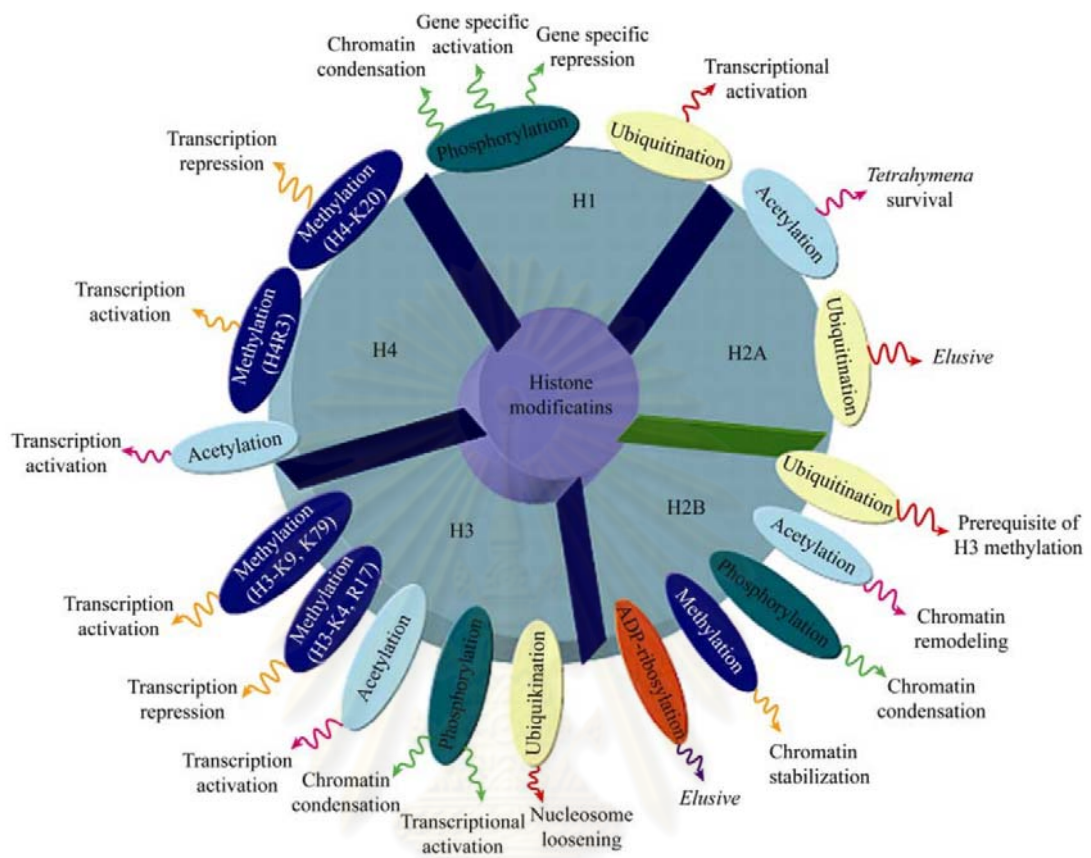 Chromatin
condensation
Gene specific
activation
Gene specific
repression
Transcriptional
activation
Phosphorylation
Ubiquitination
Transcription
repression
Methylation
(H4-K20)
H1
Acetylation
Tetrahymena
survival
Transcription
activation
Methylation
(H4R3)
H4
H2A
Ubiquitination
Elusive
Histone
modificatins
Transcription
activation
Acetylation
H3
H2B
Ubiquitination
Prerequisite of
H3 methylation
Acetylation
Chromatin
remodeling
Phosphorylation
Chromatin
condensation
Methylation
Chromatin
stabilization
ADP-ribosylation
Elusive
Ubiquikination
Nucleosome
loosening
Phosphorylation
Chromatin
condensation
Transcriptional
activation
Acetylation
Transcription
activation
Methylation
(H3-K4, R17)
Transcription
repression
Methylation
(H3-K9, K79)
Transcription
activation